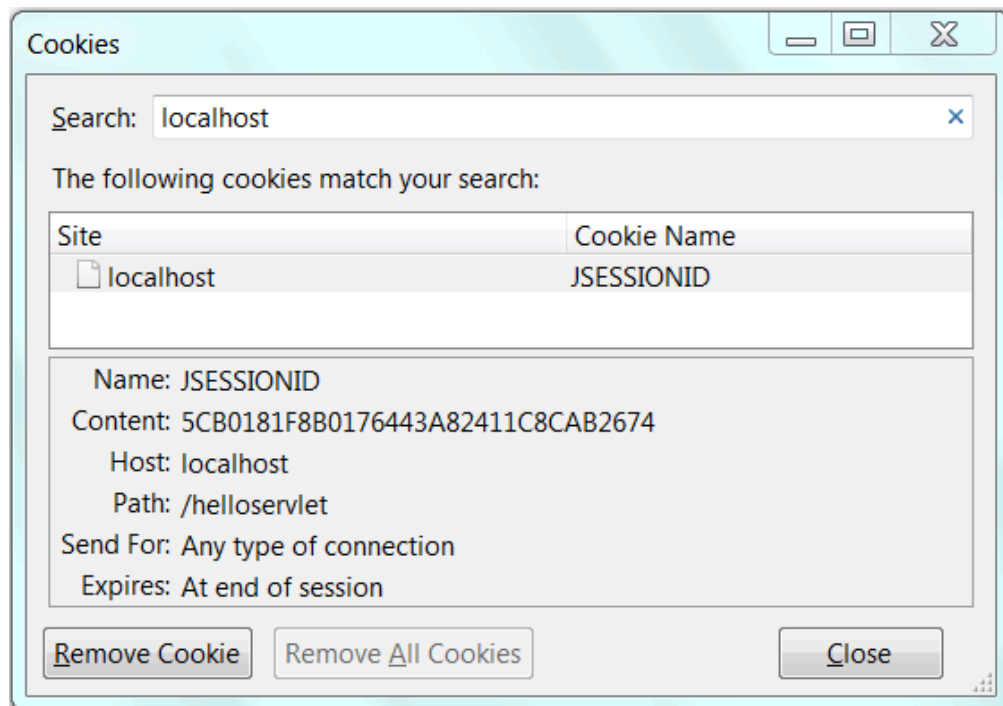 Cookies
Search: localhost
The following cookies match your search:
Site Cookie Name
localhost JSESSIONID
Name: JSESSIONID
Content: 5CB0181F8B0176443A82411C8CAB2674
Host: localhost
Path: /helloservlet
Send For: Any type of connection
Expires: At end of session
Remove Cookie Remove All Cookies Close